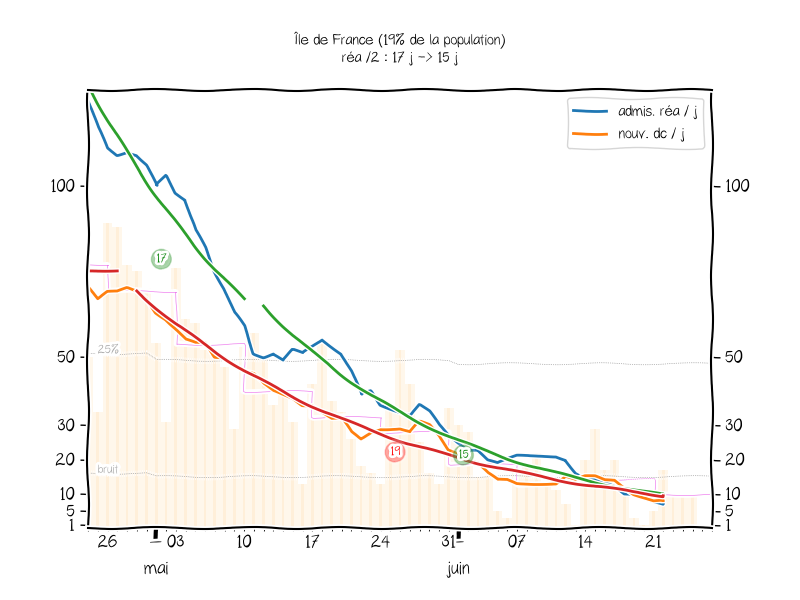 Île de France (19% de la population)
réa /2 : 17 j -> 15 j
admis. réa / j
nouv. dc / j
100
100
17
25%
50
50
30
30
19
15
20
20
bruit
10
10
5
5
1
1
26 03 10 17 24 31 07 14 21
mai juin